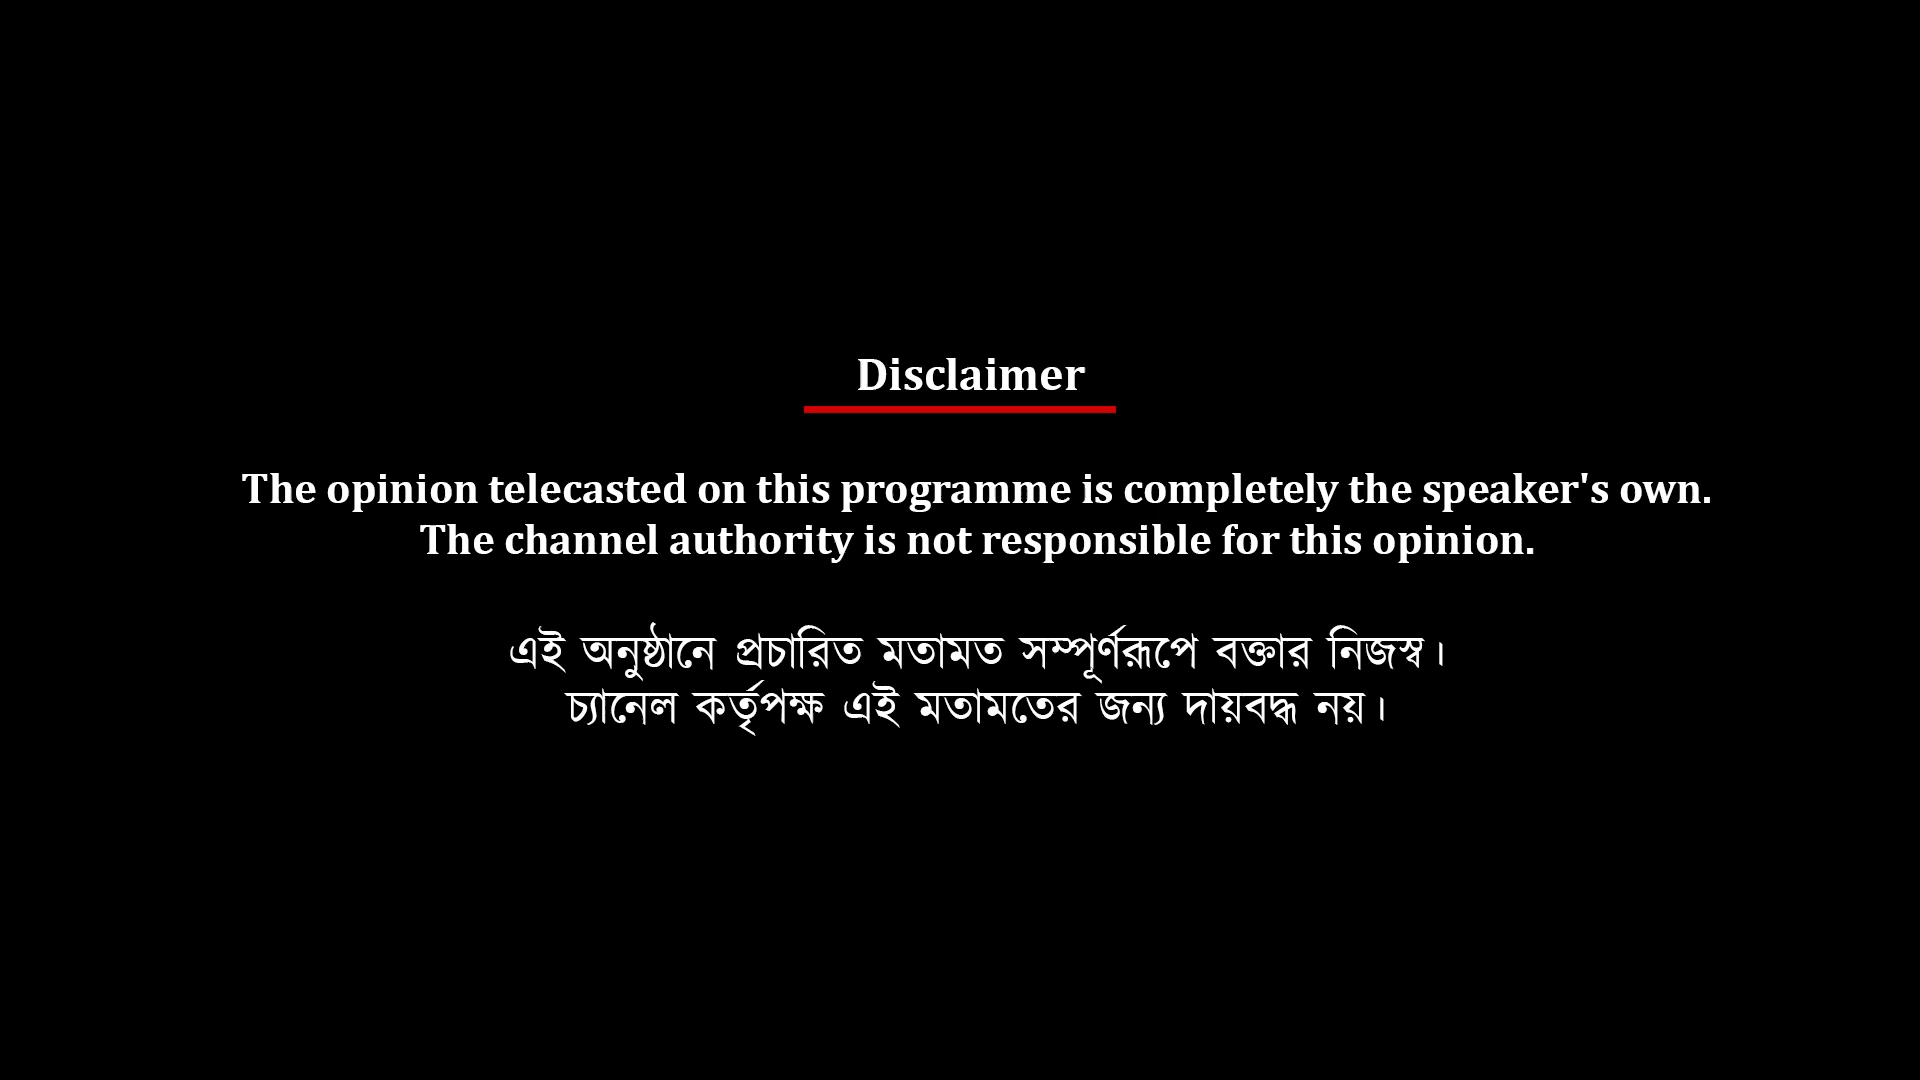 Disclaimer
The opinion telecasted on this programme is completely the speaker's own.
The channel authority is not responsible for this opinion.
এই অনুষ্ঠানে প্রচারিত মতামত সম্পূর্ণরূপে বক্তার নিজস্ব।
চ্যানেল কর্তৃপক্ষ এই মতামতের জন্য দায়বদ্ধ নয়।